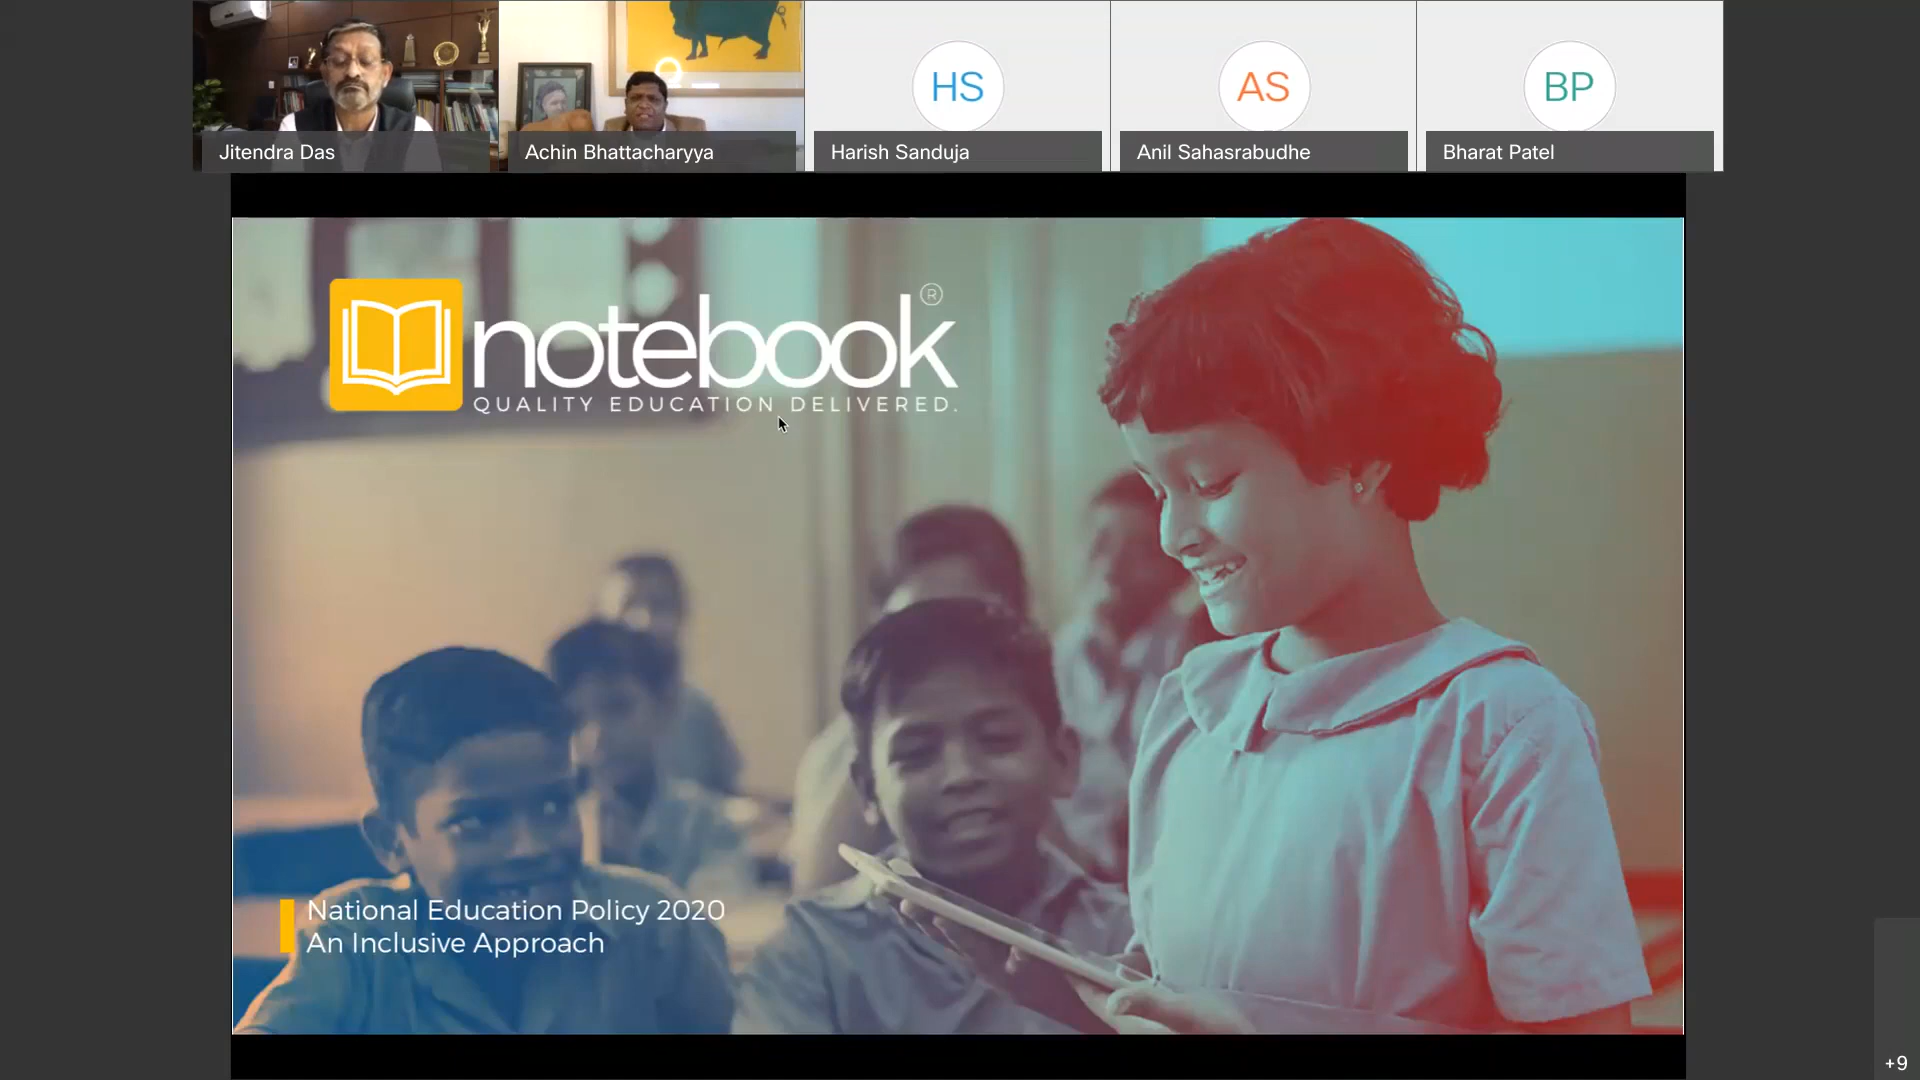 Jitendra Das
Achin Bhattacharyya
HS
Harish Sanduja
AS
Anil Sahasrabudhe
BP
Bharat Patel
notebook®
QUALITY EDUCATION DELIVERED.
National Education Policy 2020
An Inclusive Approach
+9